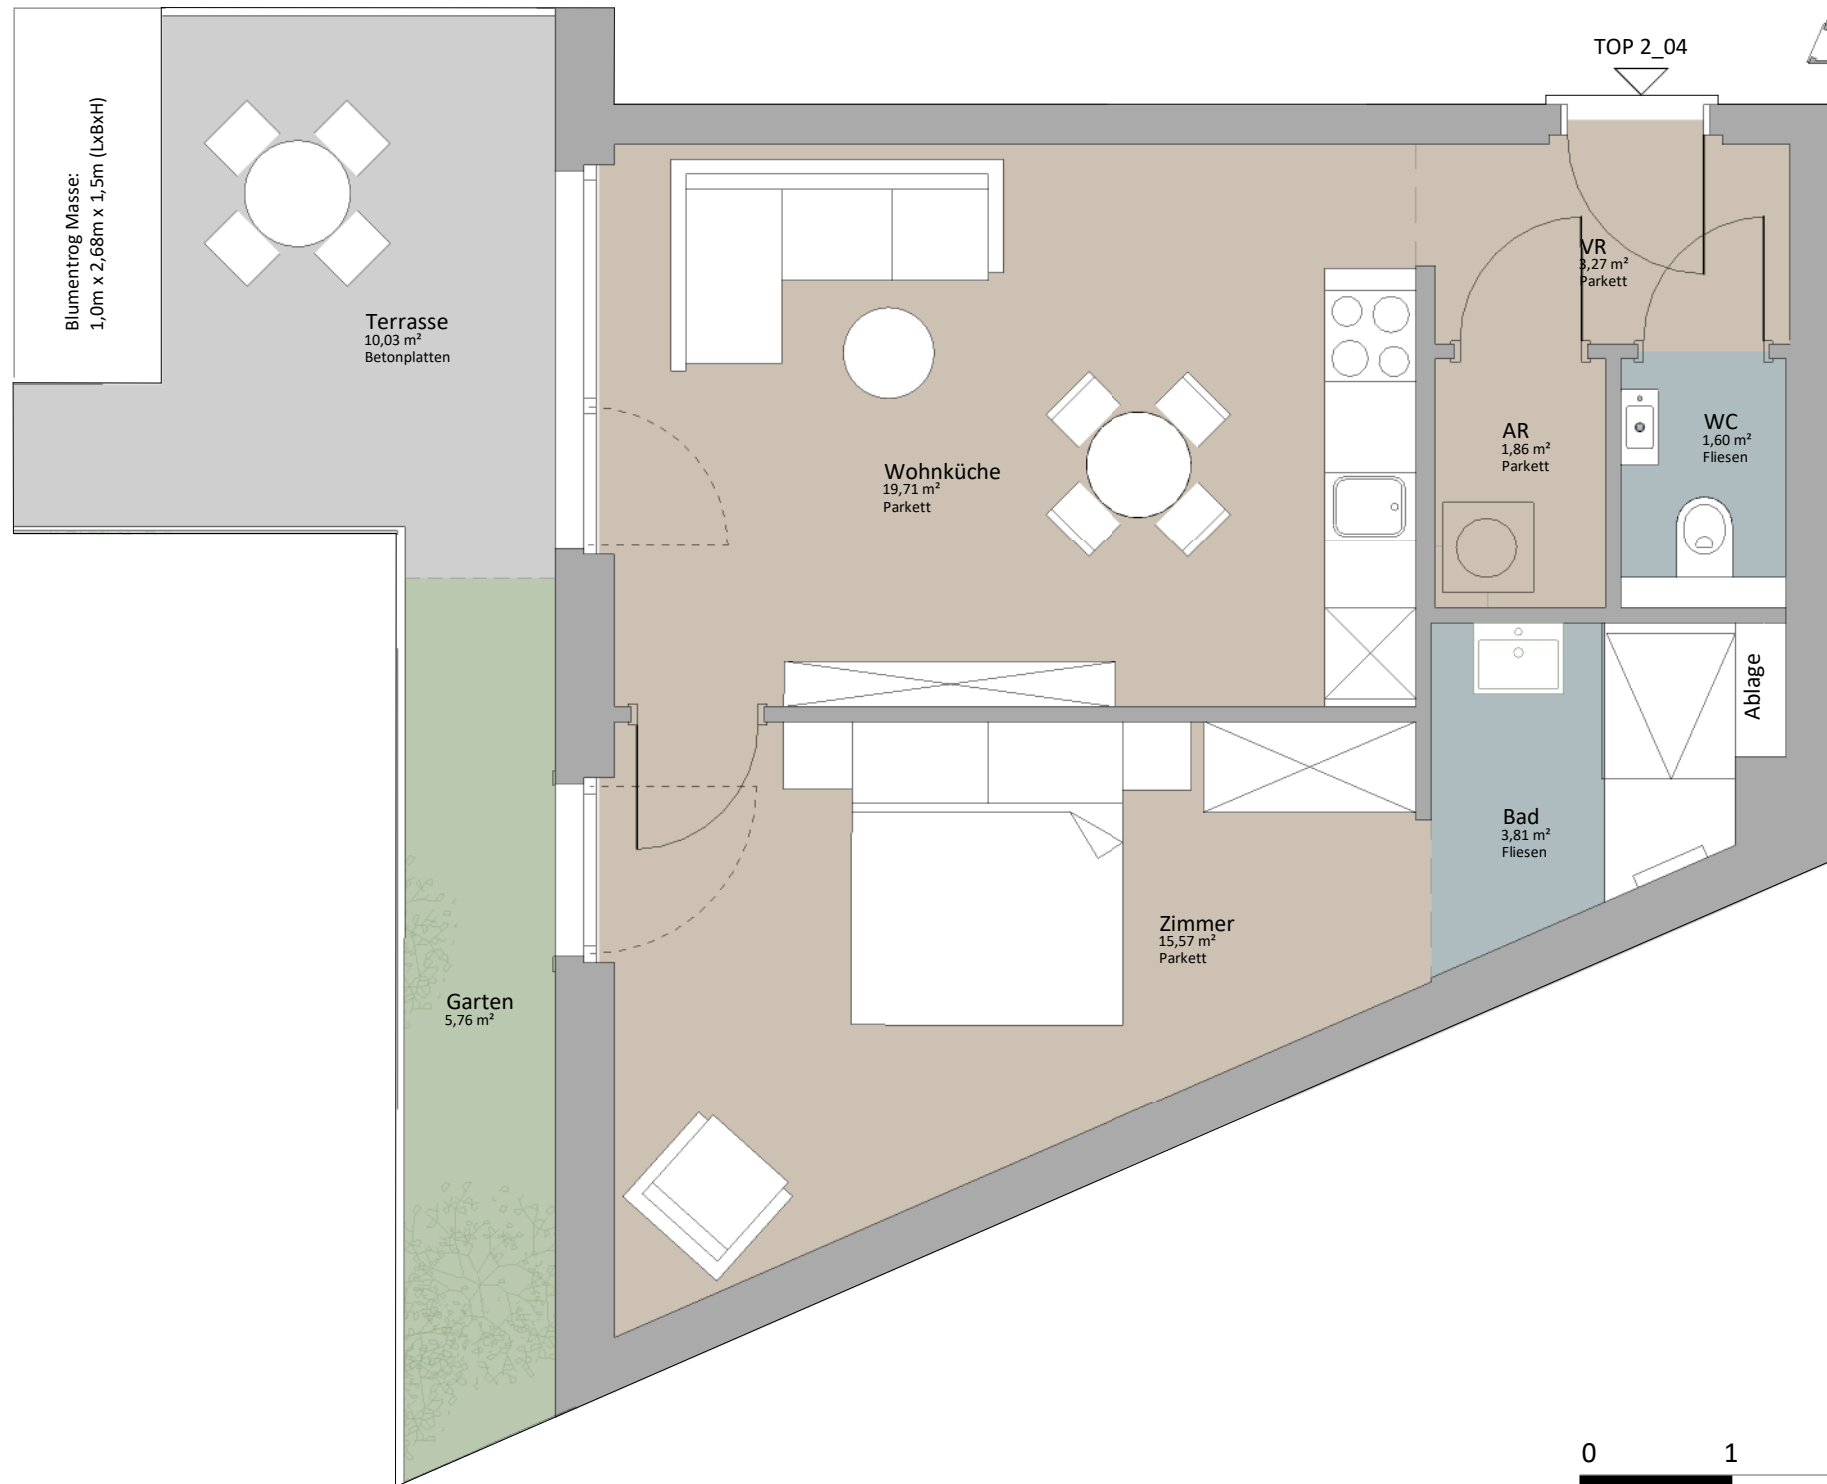 TOP 2_04
Blumentrog Masse:
1,0m x 2,68m x 1,5m (LxBxH)
Terrasse
10,03 m²
Betonplatten
VR
3,27 m²
Parkett
Wohnküche
19,71 m²
Parkett
AR
1,86 m²
Parkett
WC
1,60 m²
Fliesen
Ablage
Bad
3,81 m²
Fliesen
Zimmer
15,57 m²
Parkett
Garten
5,76 m²
0 1